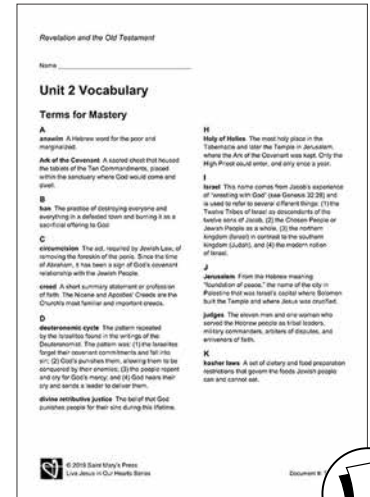 Revelation and the Old Testament
Name
Unit 2 Vocabulary
Terms for Mastery
A
anawim A Hebrew word for the poor and
marginalized.
Ark of the Covenant A sacred chest that housed
the tablets of the Ten Commandments, placed
within the sanctuary where God would come and
dwell.
B
ban The practice of destroying everyone and
everything in a defeated town and burning it as a
sacrificial offering to God
C
circumcision The act, required by Jewish Law, of
removing the foreskin of the penis. Since the time
of Abraham, it has been a sign of God's covenant
relationship with the Jewish People.
creed A short summary statement or profession
of faith. The Nicene and Apostles' Creeds are the
Church's most familiar and important creeds.
D
deuteronomic cycle The pattern repeated
by the Israelites found in the writings of the
Deuteronomist. The pattern was: (1) the Israelites
forget their covenant commitments and fall into
sin; (2) God's punishes them, allowing them to be
conquered by their enemies; (3) the people repent
and cry for God's mercy; and (4) God hears their
cry and sends a leader to deliver them.
divine retributive justice The belief that God
punishes people for their sins during this lifetime.
H
Holy of Holies The most holy place in the
Tabernacle and later the Temple in Jerusalem,
where the Ark of the Covenant was kept. Only the
High Priest could enter, and only once a year.
I
Israel This name comes from Jacob's experience
of "wrestling with God" (see Genesis 32:28) and
is used to refer to several different things: (1) the
Twelve Tribes of Israel as descendants of the
twelve sons of Jacob, (2) the Chosen People or
Jewish People as a whole, (3) the northern
kingdom (Israel) in contrast to the southern
kingdom (Judah), and (4) the modern nation
of Israel.
J
Jerusalem From the Hebrew meaning
"foundation of peace," the name of the city in
Palestine that was Israel's capital where Solomon
built the Temple and where Jesus was crucified.
judges The eleven men and one woman who
served the Hebrew people as tribal leaders,
military commanders, arbiters of disputes, and
enliveners of faith.
K
kosher laws A set of dietary and food preparation
restrictions that govern the foods Jewish people
can and cannot eat.
© 2019 Saint Mary's Press
Live Jesus in Our Hearts Series
Document #: